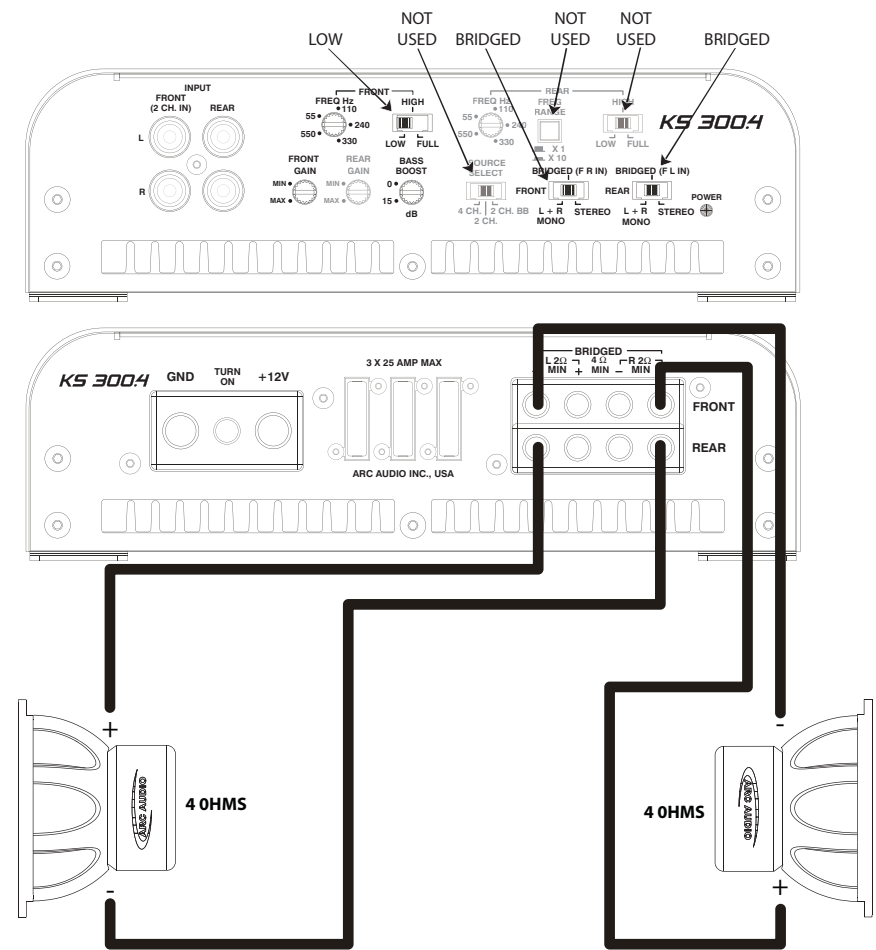 NOT USED
NOT USED
NOT USED
LOW
BRIDGED
BRIDGED
INPUT
FRONT
(2 CH. IN)
REAR
L
R
FRONT
FREQ Hz
110
55
240
550
330
HIGH
LOW
FULL
FRONT
GAIN
MIN
MAX
REAR
GAIN
MIN
MAX
BASS
BOOST
0
15
dB
REAR
FREQ Hz
110
55
240
550
330
FREQ
RANGE
X 1
X 10
HIGH
LOW
FULL
KS 300.4
SOURCE
SELECT
4 CH.
2 CH. BB
2 CH.
BRIDGED (F R IN)
FRONT
L + R
MONO
STEREO
BRIDGED (F L IN)
REAR
L + R
MONO
STEREO
POWER
KS 300.4
GND
TURN
ON
+12V
3 X 25 AMP MAX
ARC AUDIO INC., USA
BRIDGED
L 2Ω
MIN
+
4 Ω
MIN
–
R 2Ω
MIN
FRONT
REAR
+
-
ARC AUDIO
4 0HMS
4 0HMS
ARC AUDIO
-
+